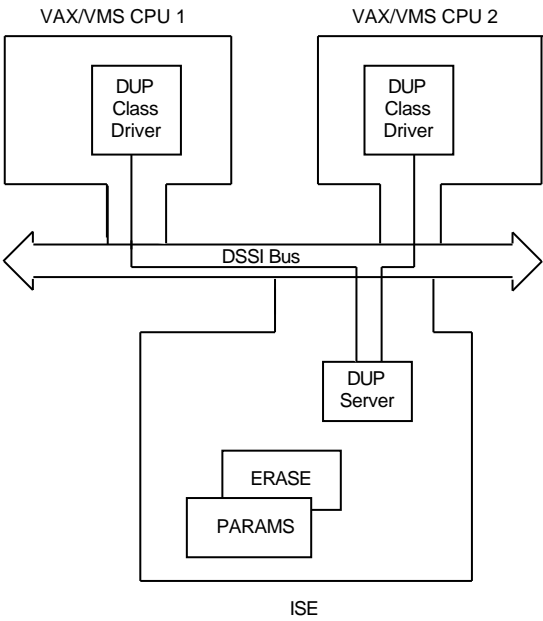 VAX/VMS CPU 1
VAX/VMS CPU 2
DUP
Class
Driver
DUP
Class
Driver
DSSI Bus
DUP
Server
ERASE
PARAMS
ISE